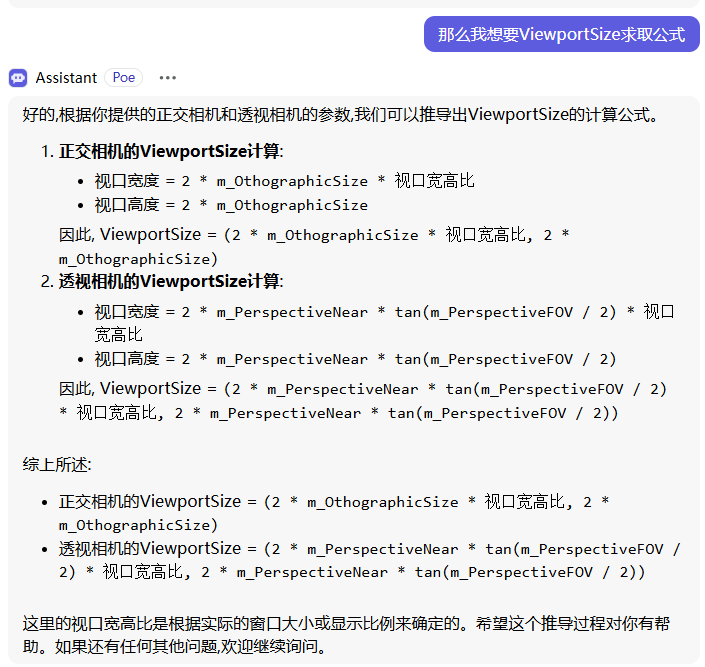 那么我想要ViewportSize求取公式
Assistant Poe •••
好的,根据你提供的正交相机和透视相机的参数,我们可以推导出ViewportSize的计算公式。
1. 正交相机的ViewportSize计算:
• 视口宽度 = 2 * m_OthographicSize * 视口宽高比
• 视口高度 = 2 * m_OthographicSize
因此, ViewportSize = (2 * m_OthographicSize * 视口宽高比, 2 *
m_OthographicSize)
2. 透视相机的ViewportSize计算:
• 视口宽度 = 2 * m_PerspectiveNear * tan(m_PerspectiveFOV / 2) * 视口
宽高比
• 视口高度 = 2 * m_PerspectiveNear * tan(m_PerspectiveFOV / 2)
因此, ViewportSize = (2 * m_PerspectiveNear * tan(m_PerspectiveFOV / 2)
* 视口宽高比, 2 * m_PerspectiveNear * tan(m_PerspectiveFOV / 2))
综上所述:
• 正交相机的ViewportSize = (2 * m_OthographicSize * 视口宽高比, 2 *
m_OthographicSize)
• 透视相机的ViewportSize = (2 * m_PerspectiveNear * tan(m_PerspectiveFOV /
2) * 视口宽高比, 2 * m_PerspectiveNear * tan(m_PerspectiveFOV / 2))
这里的视口宽高比是根据实际的窗口大小或显示比例来确定的。希望这个推导过程对你有帮
助。如果还有任何其他问题,欢迎继续询问。